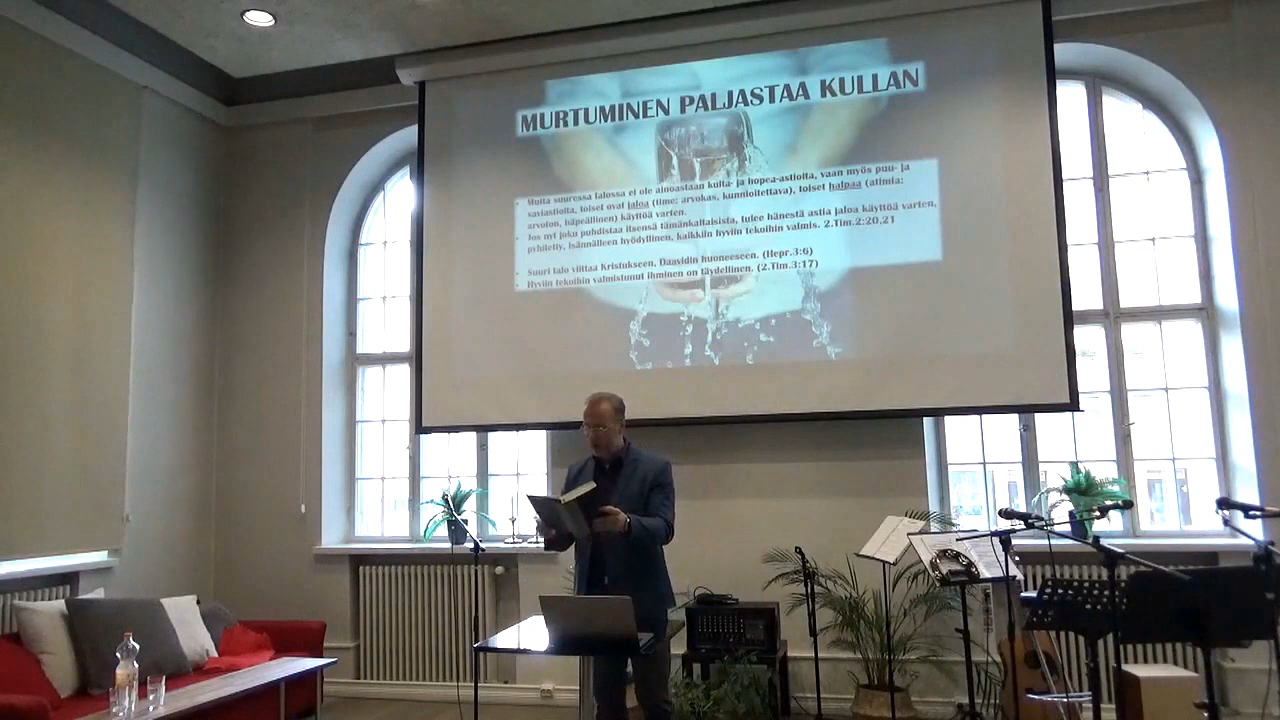 MURTUMINEN PALJASTAA KULLAN
• Mutta suuressa talossa ei ole ainoastaan kulta- ja hopea-astioita, vaan myös puu- ja
saviastioita, toiset ovat jaloa (time: arvokas, kunnioitettava), toiset halpaa (atimia:
arvoton, häpeällinen) käyttöä varten.
• Jos nyt joku puhdistaa itsensä tämänkaltaisista, tulee hänestä astia jaloa käyttöä varten,
pyhitetty, isännälleen hyödyllinen, kaikkiin hyviin tekoihin valmis. 2.Tim.2:20,21
• Suuri talo viittaa Kristukseen, Daavidin huoneeseen. (Hepr.3:6)
• Hyviin tekoihin valmistunut ihminen on täydellinen. (2.Tim.3:17)